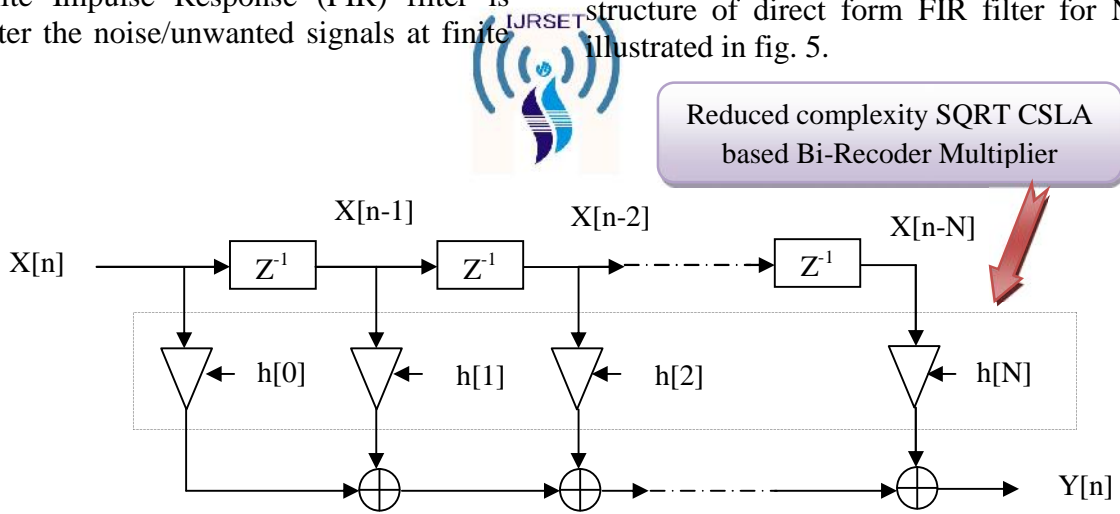 ite Impulse Response (FIR) filter is
ter the noise/unwanted signals at finite
IJRSET
structure of direct form FIR filter for N
illustrated in fig. 5.
Reduced complexity SQRT CSLA
based Bi-Recoder Multiplier
X[n-1]
X[n-2]
X[n-N]
X[n]
Z-1
Z-1
Z-1
h[0]
h[1]
h[2]
h[N]
Y[n]